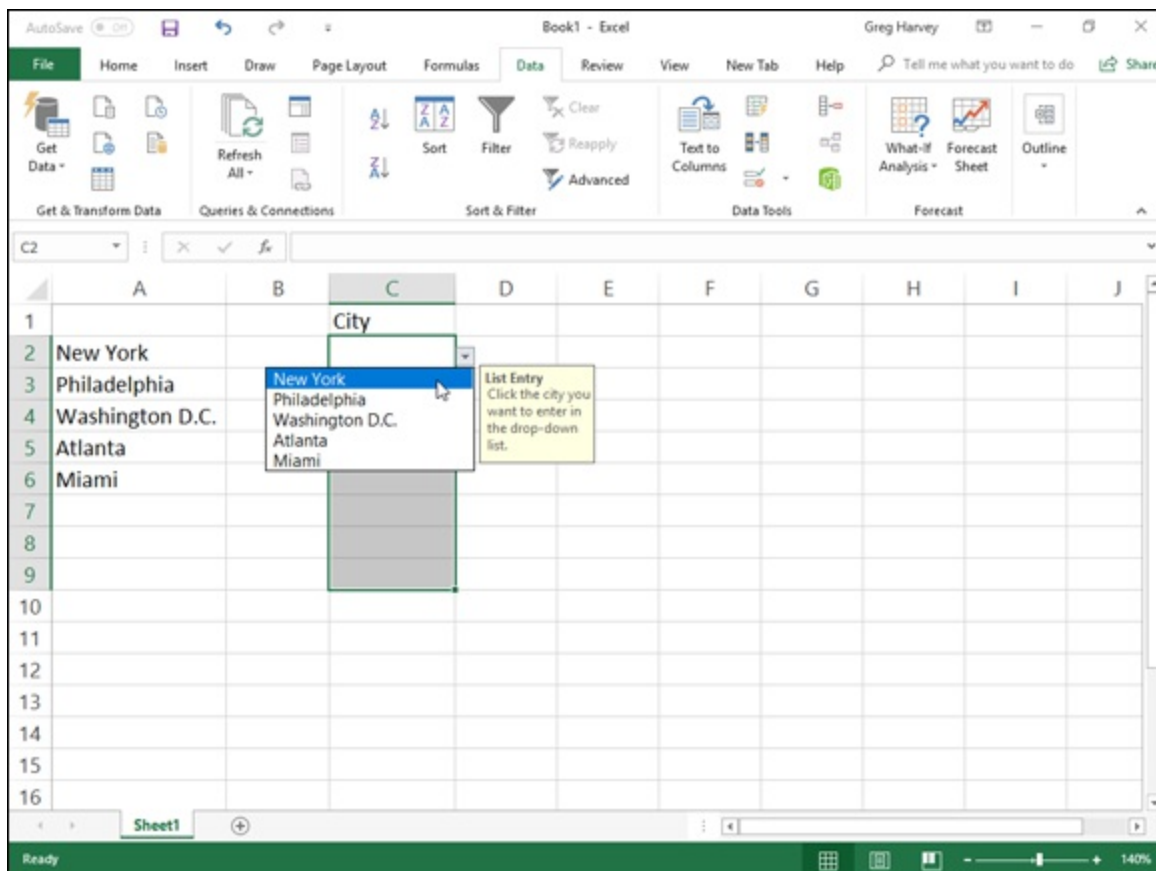 AutoSave Off Book1 - Excel Greg Harvey
File Home Insert Draw Page Layout Formulas Data Review View New Tab Help Tell me what you want to do Share
Get Data
Refresh All
Sort
Filter
Clear
Reapply
Advanced
Text to Columns
What-If Analysis
Forecast Sheet
Outline
Get & Transform Data Queries & Connections Sort & Filter Data Tools Forecast
C2 fx
A B C D E F G H I J
1 City
2 New York
3 Philadelphia
4 Washington D.C.
5 Atlanta
6 Miami
7
8
9
10
11
12
13
14
15
16
New York
Philadelphia
Washington D.C.
Atlanta
Miami
List Entry
Click the city you
want to enter in
the drop-down
list.
Sheet1
Ready 140%